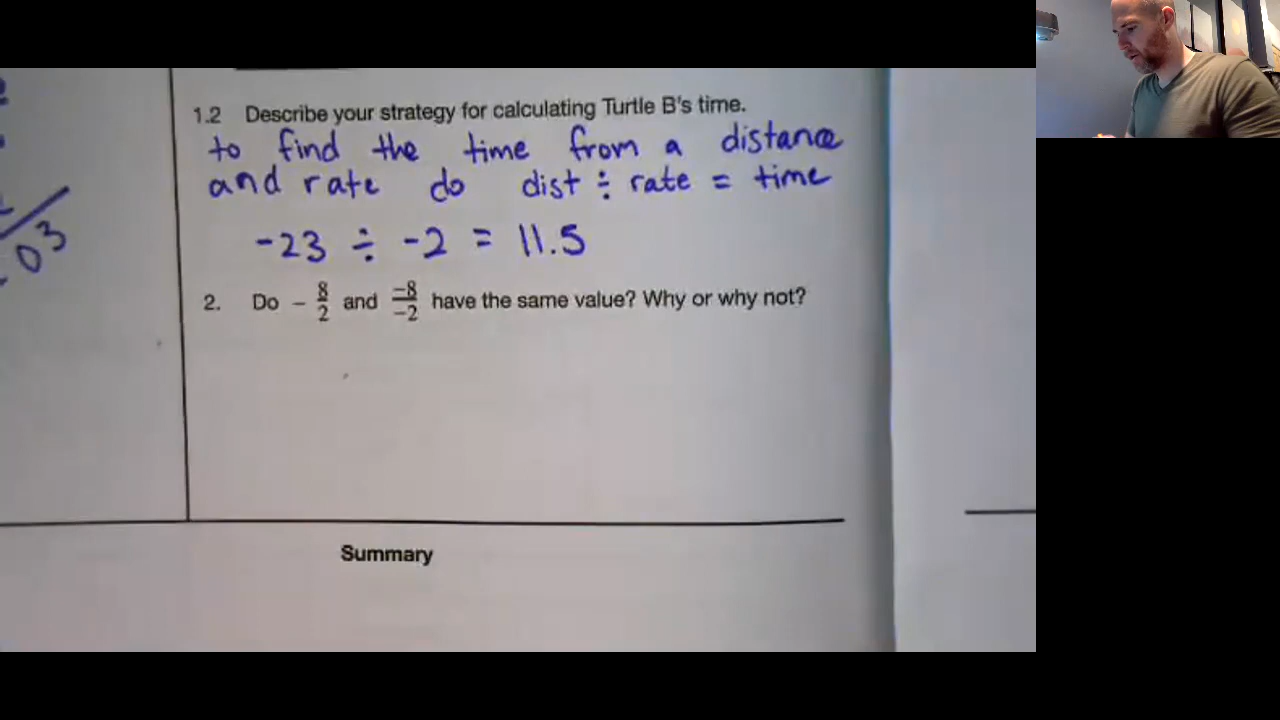 03
1.2 Describe your strategy for calculating Turtle B's time.
to find the time from a distance
and rate do dist ÷ rate = time
-23 ÷ -2 = 11.5
2. Do - 8/2 and -8/-2 have the same value? Why or why not?
Summary